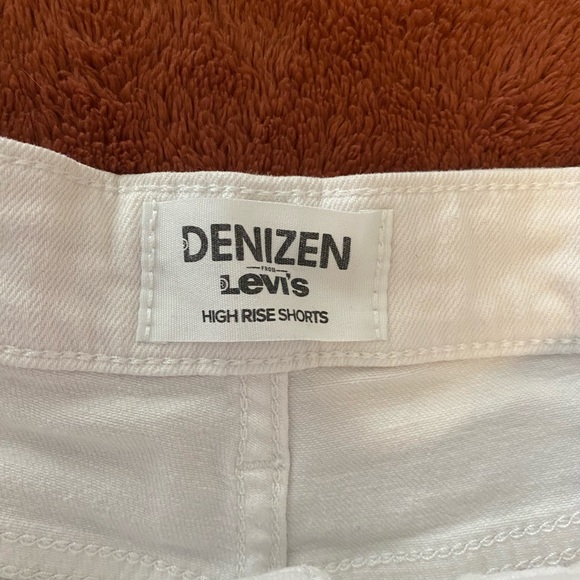 DENIZEN
FROM
Levi's
HIGH RISE SHORTS